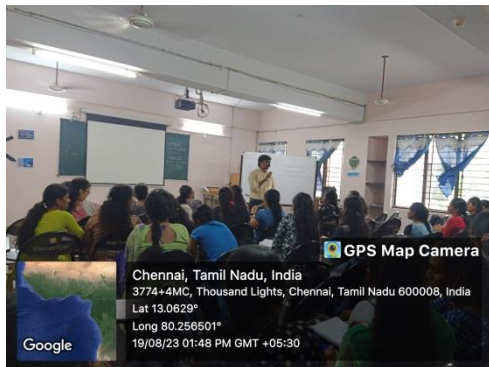 GPS Map Camera
Chennai, Tamil Nadu, India
3774+4MC, Thousand Lights, Chennai, Tamil Nadu 600008, India
Lat 13.0629°
Long 80.256501°
19/08/23 01:48 PM GMT +05:30
Google